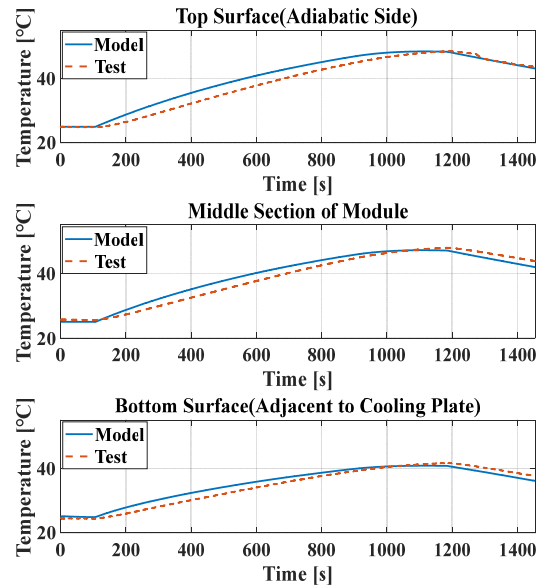 Top Surface(Adiabatic Side)
Temperature [°C]
Model
Test
40
20
0 200 400 600 800 1000 1200 1400
Time [s]
Middle Section of Module
Temperature [°C]
Model
Test
40
20
0 200 400 600 800 1000 1200 1400
Time [s]
Bottom Surface(Adjacent to Cooling Plate)
Temperature [°C]
Model
Test
40
20
0 200 400 600 800 1000 1200 1400
Time [s]